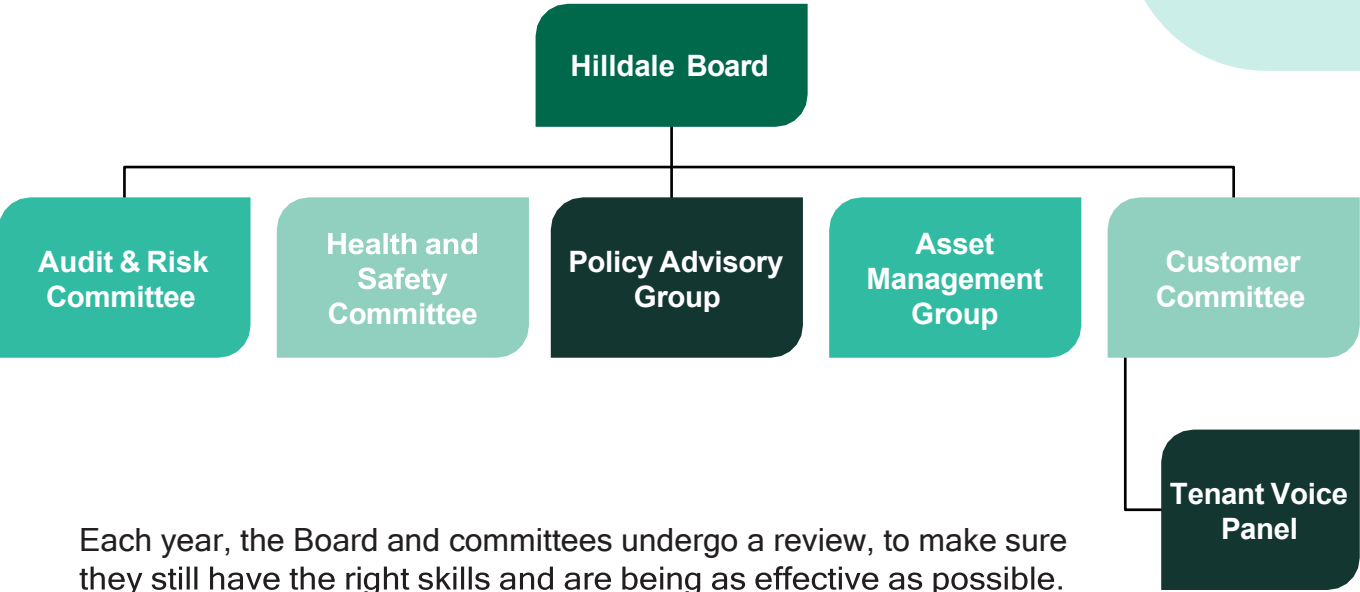 Hilldale Board
Audit & Risk
Committee
Health and
Safety
Committee
Policy Advisory
Group
Asset
Management
Group
Customer
Committee
Tenant Voice
Panel
Each year, the Board and committees undergo a review, to make sure
they still have the right skills and are being as effective as possible.